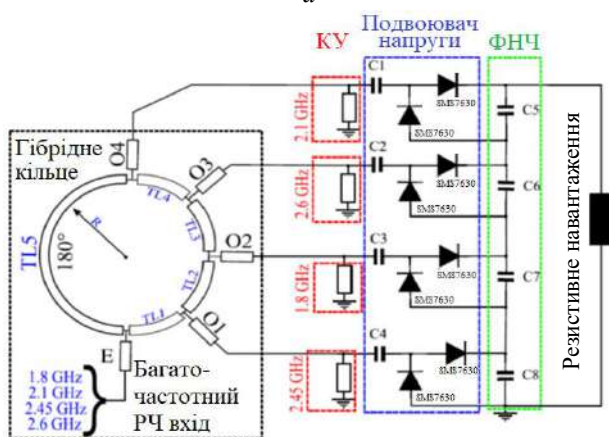 а
Подвоювач
напруги
КУ
ФНЧ
C1
SMS7630
SMS7630
C5
2.1 GHz
Гібридне
кільце
O4
O3
TL4
TL3
C2
SMS7630
SMS7630
C6
2.6 GHz
R
TL5
180°
O2
TL2
C3
SMS7630
SMS7630
C7
1.8 GHz
TL1
O1
C4
SMS7630
SMS7630
C8
2.45 GHz
E
1.8 GHz
2.1 GHz
2.45 GHz
2.6 GHz
Багато-
частотний
РЧ вхід
Резистивне навантаження